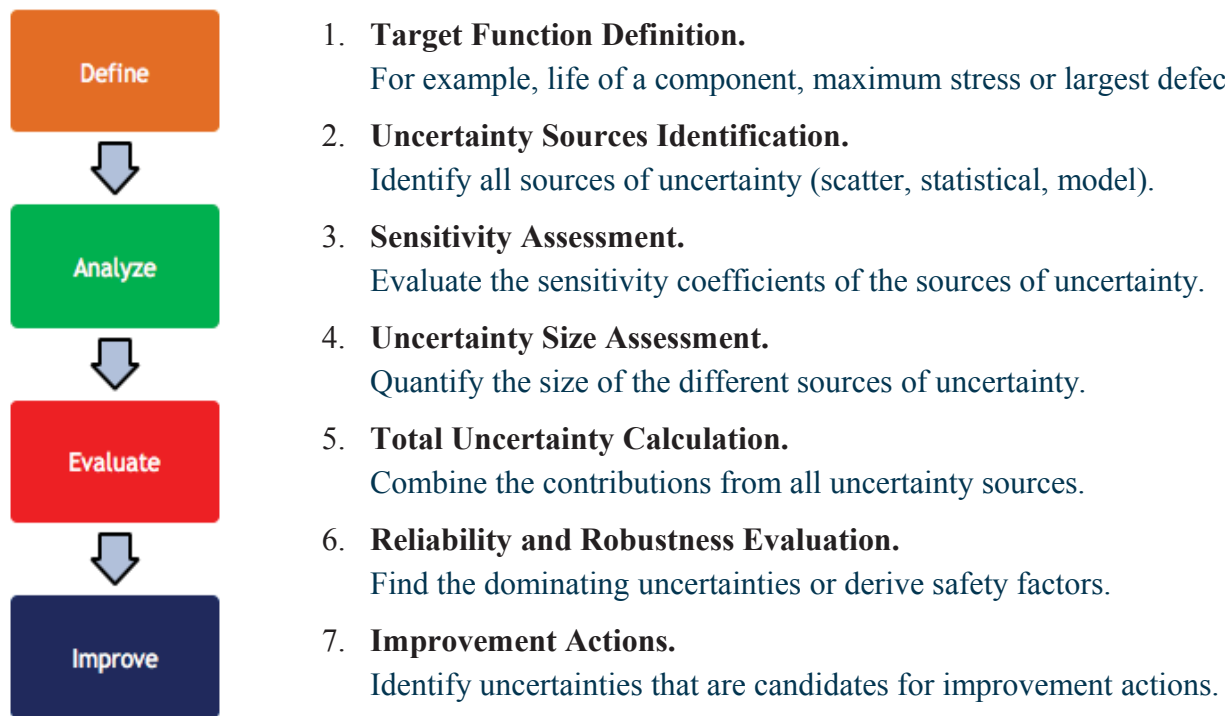 Define
Analyze
Evaluate
Improve
1. Target Function Definition.
For example, life of a component, maximum stress or largest defec
2. Uncertainty Sources Identification.
Identify all sources of uncertainty (scatter, statistical, model).
3. Sensitivity Assessment.
Evaluate the sensitivity coefficients of the sources of uncertainty.
4. Uncertainty Size Assessment.
Quantify the size of the different sources of uncertainty.
5. Total Uncertainty Calculation.
Combine the contributions from all uncertainty sources.
6. Reliability and Robustness Evaluation.
Find the dominating uncertainties or derive safety factors.
7. Improvement Actions.
Identify uncertainties that are candidates for improvement actions.